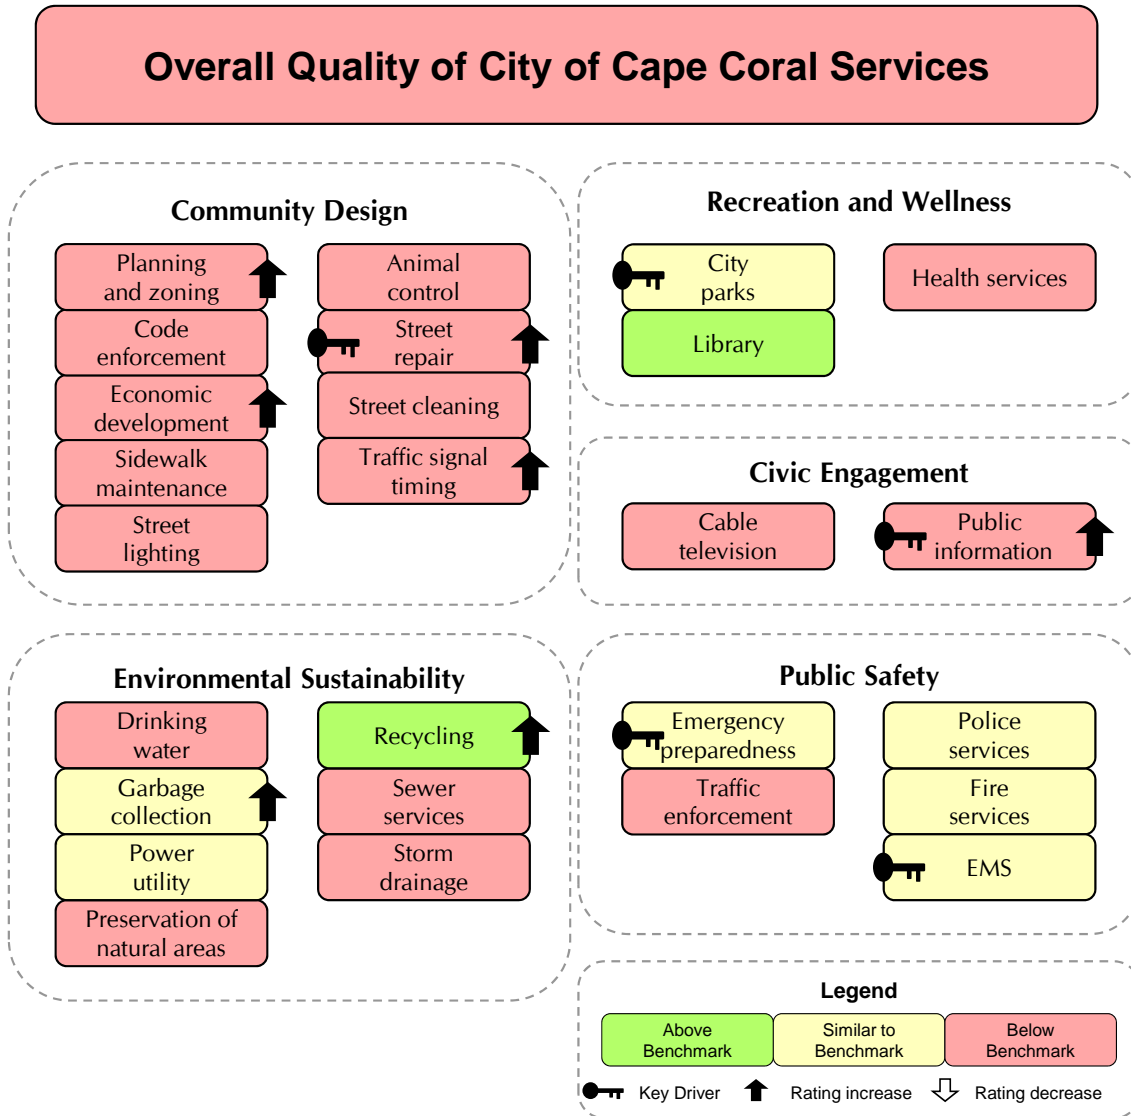 Overall Quality of City of Cape Coral Services
Community Design
Planning
and zoning
Code
enforcement
Economic
development
Sidewalk
maintenance
Street
lighting
Animal
control
Street
repair
Street cleaning
Traffic signal
timing
Recreation and Wellness
City
parks
Library
Health services
Civic Engagement
Cable
television
Public
information
Environmental Sustainability
Drinking
water
Garbage
collection
Power
utility
Preservation of
natural areas
Recycling
Sewer
services
Storm
drainage
Public Safety
Emergency
preparedness
Traffic
enforcement
Police
services
Fire
services
EMS
Legend
Above
Benchmark
Similar to
Benchmark
Below
Benchmark
Key Driver
Rating increase
Rating decrease